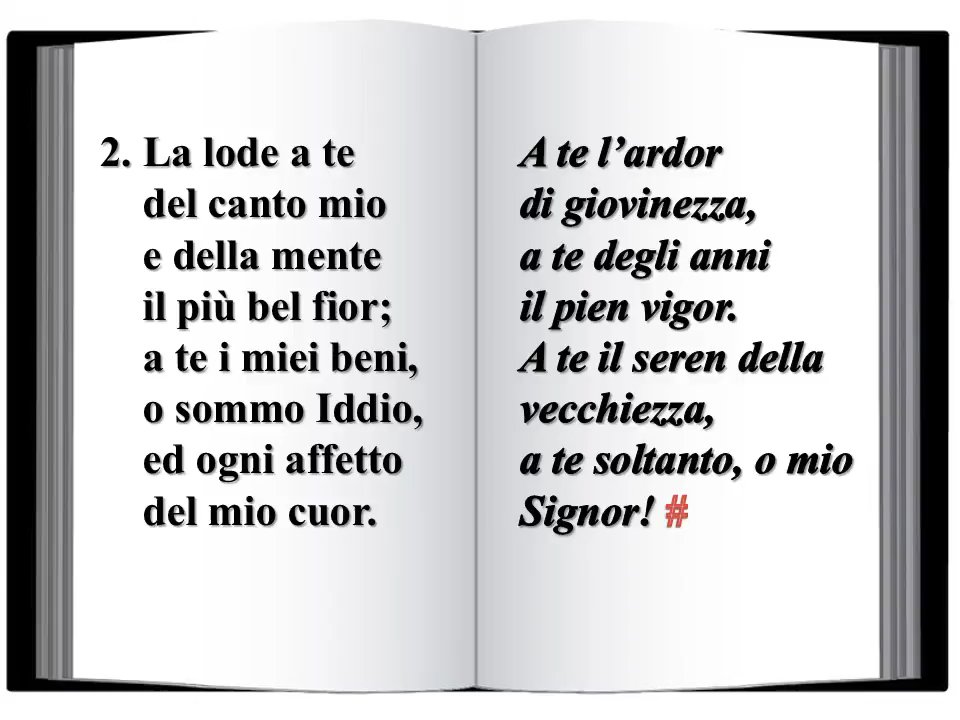 2. La lode a te
del canto mio
e della mente
il più bel fior;
a te i miei beni,
o sommo Iddio,
ed ogni affetto
del mio cuor.
A te l’ardor
di giovinezza,
a te degli anni
il pien vigor.
A te il seren della
vecchiezza,
a te soltanto, o mio
Signor! #